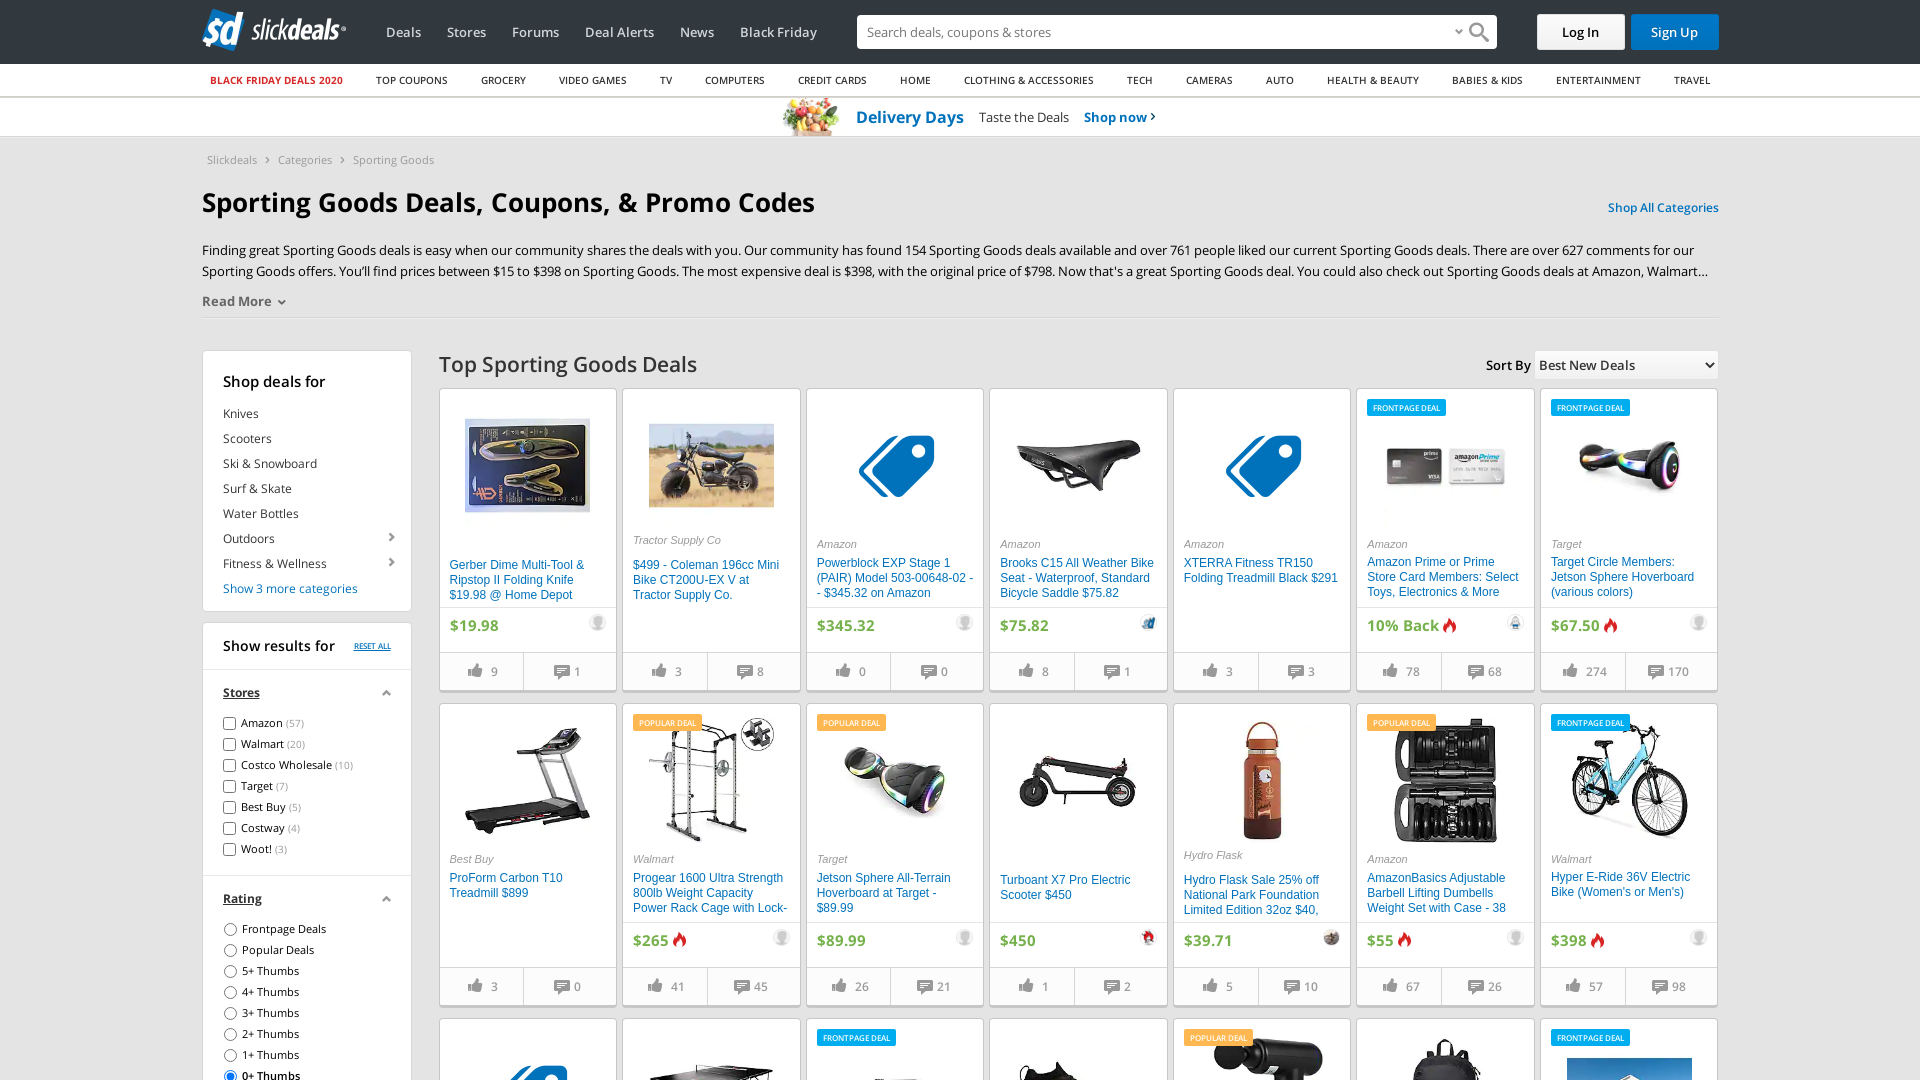 sd slickdeals
Deals
Stores
Forums
Deal Alerts
News
Black Friday
Search deals, coupons & stores
Log In
Sign Up
BLACK FRIDAY DEALS 2020
TOP COUPONS
GROCERY
VIDEO GAMES
TV
COMPUTERS
CREDIT CARDS
HOME
CLOTHING & ACCESSORIES
TECH
CAMERAS
AUTO
HEALTH & BEAUTY
BABIES & KIDS
ENTERTAINMENT
TRAVEL
Delivery Days Taste the Deals Shop now
Slickdeals > Categories > Sporting Goods
Sporting Goods Deals, Coupons, & Promo Codes
Shop All Categories
Finding great Sporting Goods deals is easy when our community shares the deals with you. Our community has found 154 Sporting Goods deals available and over 761 people liked our current Sporting Goods deals. There are over 627 comments for our
Sporting Goods offers. You’ll find prices between $15 to $398 on Sporting Goods. The most expensive deal is $398, with the original price of $798. Now that's a great Sporting Goods deal. You could also check out Sporting Goods deals at Amazon, Walmart...
Read More
Shop deals for
Knives
Scooters
Ski & Snowboard
Surf & Skate
Water Bottles
Outdoors
Fitness & Wellness
Show 3 more categories
Show results for
RESET ALL
Stores
Amazon (57)
Walmart (20)
Costco Wholesale (10)
Target (7)
Best Buy (5)
Costway (4)
Woot! (3)
Rating
Frontpage Deals
Popular Deals
5+ Thumbs
4+ Thumbs
3+ Thumbs
2+ Thumbs
1+ Thumbs
0+ Thumbs
Top Sporting Goods Deals
Sort By Best New Deals
Gerber Dime Multi-Tool &
Ripstop II Folding Knife
$19.98 @ Home Depot
$19.98
9
1
Tractor Supply Co
$499 - Coleman 196cc Mini
Bike CT200U-EX V at
Tractor Supply Co.
3
8
Amazon
Powerblock EXP Stage 1
(PAIR) Model 503-00648-02 -
- $345.32 on Amazon
$345.32
0
0
Amazon
Brooks C15 All Weather Bike
Seat - Waterproof, Standard
Bicycle Saddle $75.82
$75.82
8
1
Amazon
XTERRA Fitness TR150
Folding Treadmill Black $291
3
3
FRONTPAGE DEAL
prime
VISA
amazonPrime
Amazon
Amazon Prime or Prime
Store Card Members: Select
Toys, Electronics & More
10% Back
78
68
FRONTPAGE DEAL
Target
Target Circle Members:
Jetson Sphere Hoverboard
(various colors)
$67.50
274
170
Best Buy
ProForm Carbon T10
Treadmill $899
3
0
POPULAR DEAL
Walmart
Progear 1600 Ultra Strength
800lb Weight Capacity
Power Rack Cage with Lock-
$265
41
45
POPULAR DEAL
Target
Jetson Sphere All-Terrain
Hoverboard at Target -
$89.99
$89.99
26
21
Turboant X7 Pro Electric
Scooter $450
$450
1
2
Hydro Flask
Hydro Flask Sale 25% off
National Park Foundation
Limited Edition 32oz $40,
$39.71
5
10
POPULAR DEAL
Amazon
AmazonBasics Adjustable
Barbell Lifting Dumbells
Weight Set with Case - 38
$55
67
26
FRONTPAGE DEAL
Walmart
Hyper E-Ride 36V Electric
Bike (Women's or Men's)
$398
57
98
FRONTPAGE DEAL
POPULAR DEAL
FRONTPAGE DEAL